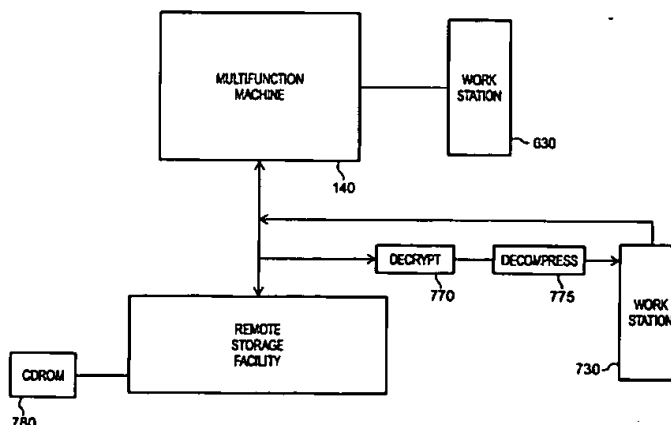 MULTIFUNCTION
MACHINE
WORK
STATION
630
140
DECRYPT
DECOMPRESS
770
775
WORK
STATION
730
REMOTE
STORAGE
FACILITY
CDROM
780